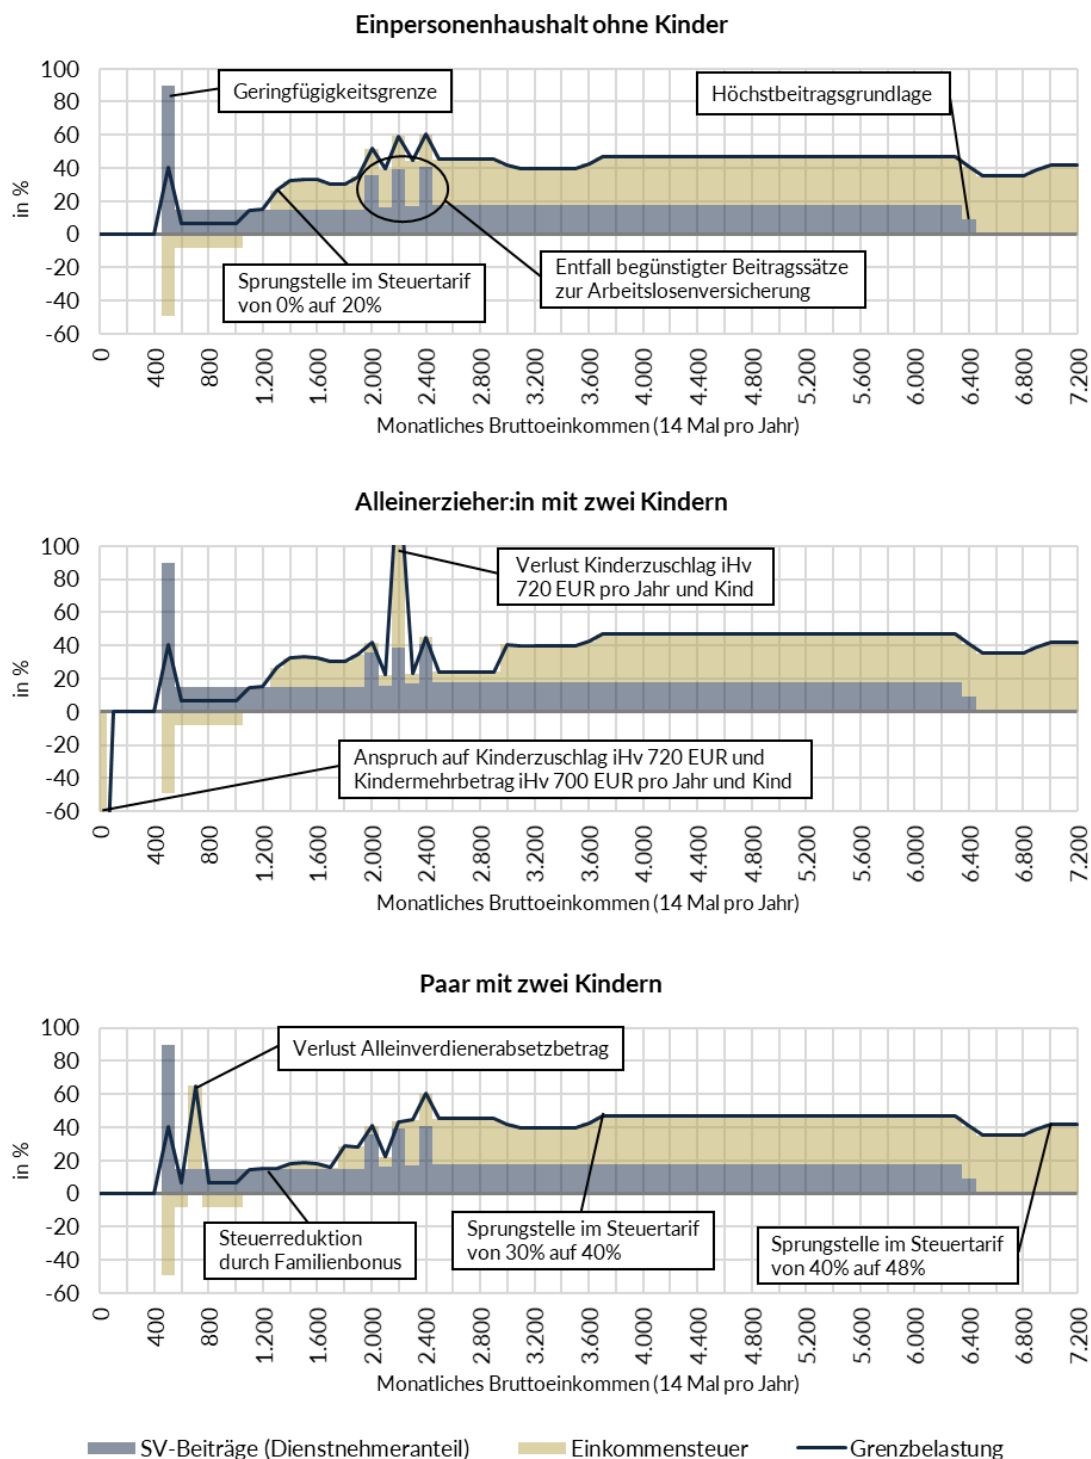 Einpersonenhaushalt ohne Kinder
100
80
60
40
20
0
-20
-40
-60
in %
Geringfügigkeitsgrenze
Höchstbeitragsgrundlage
Sprungstelle im Steuertarif
von 0% auf 20%
Entfall begünstigter Beitragssätze
zur Arbeitslosenversicherung
0 400 800 1.200 1.600 2.000 2.400 2.800 3.200 3.600 4.000 4.400 4.800 5.200 5.600 6.000 6.400 6.800 7.200
Monatliches Bruttoeinkommen (14 Mal pro Jahr)
Alleinerzieher:in mit zwei Kindern
100
80
60
40
20
0
-20
-40
-60
in %
Verlust Kinderzuschlag iHv
720 EUR pro Jahr und Kind
Anspruch auf Kinderzuschlag iHv 720 EUR und
Kindermehrbetrag iHv 700 EUR pro Jahr und Kind
0 400 800 1.200 1.600 2.000 2.400 2.800 3.200 3.600 4.000 4.400 4.800 5.200 5.600 6.000 6.400 6.800 7.200
Monatliches Bruttoeinkommen (14 Mal pro Jahr)
Paar mit zwei Kindern
100
80
60
40
20
0
-20
-40
-60
in %
Verlust Alleinverdienerabsetzbetrag
Steuerreduktion
durch Familienbonus
Sprungstelle im Steuertarif
von 30% auf 40%
Sprungstelle im Steuertarif
von 40% auf 48%
0 400 800 1.200 1.600 2.000 2.400 2.800 3.200 3.600 4.000 4.400 4.800 5.200 5.600 6.000 6.400 6.800 7.200
Monatliches Bruttoeinkommen (14 Mal pro Jahr)
SV-Beiträge (Dienstnehmeranteil) Einkommensteuer Grenzbelastung